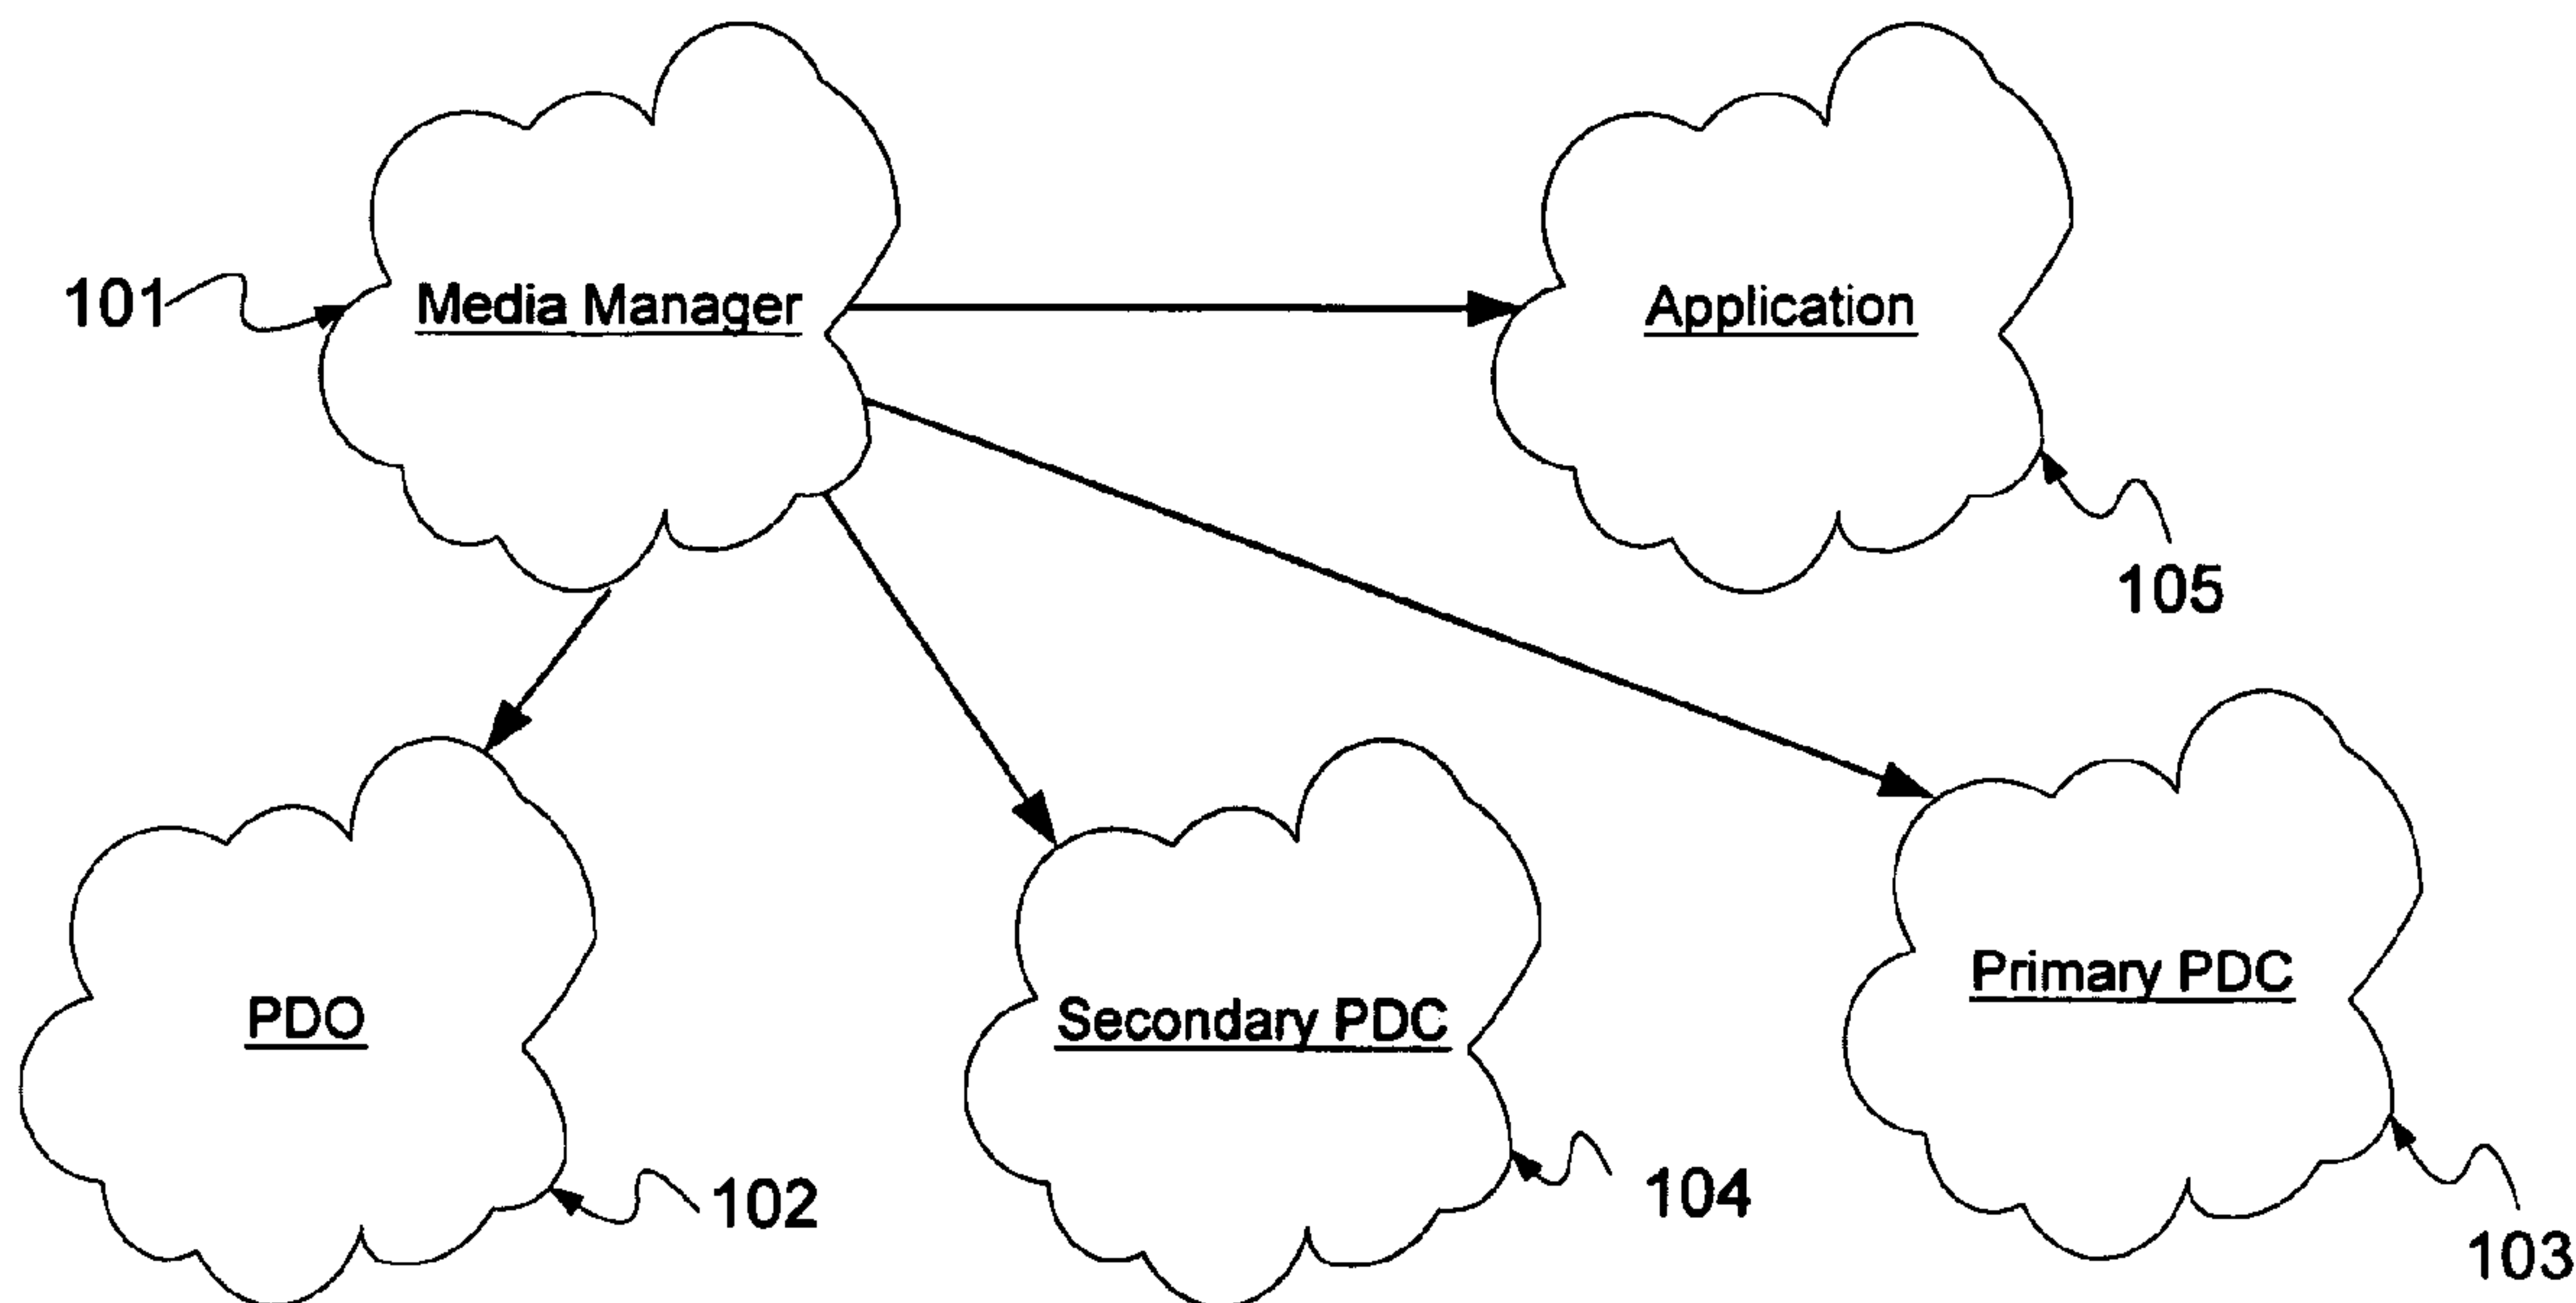 101
Media Manager
Application
105
PDO
Secondary PDC
Primary PDC
102
104
103